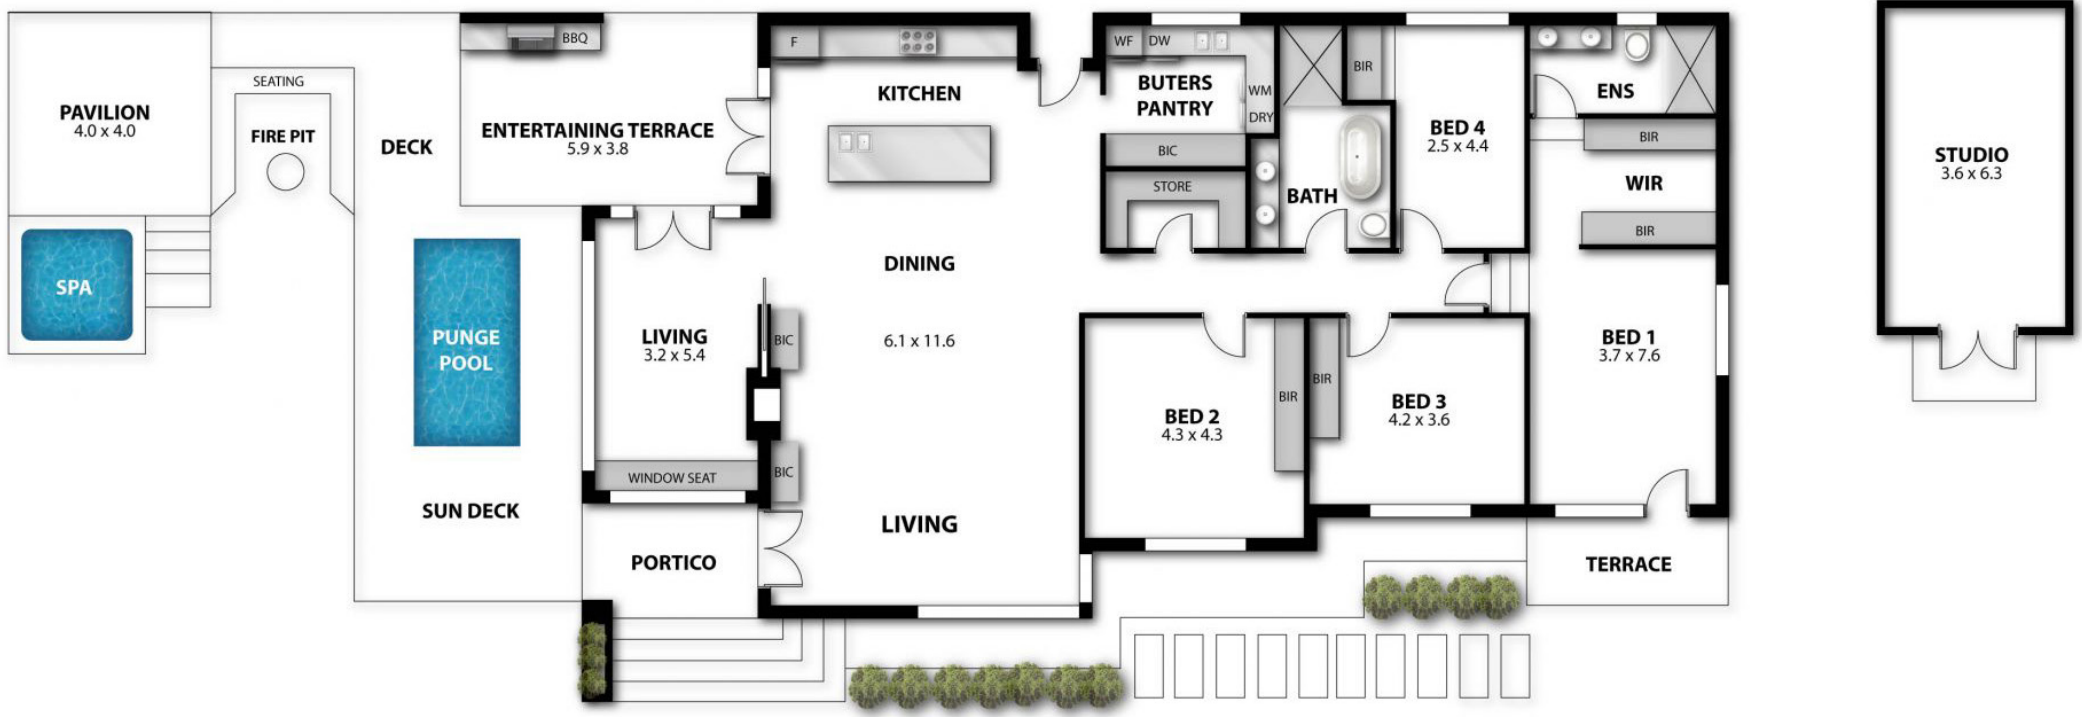 PAVILION
4.0 x 4.0
SEATING
FIRE PIT
SPA
DECK
PUNGE
POOL
SUN DECK
BBQ
ENTERTAINING TERRACE
5.9 x 3.8
LIVING
3.2 x 5.4
WINDOW SEAT
PORTICO
F
KITCHEN
DINING
6.1 x 11.6
BIC
BIC
LIVING
WF
DW
BUTERS
PANTRY
WM
DRY
BIC
STORE
BATH
BIR
BED 4
2.5 x 4.4
ENS
BIR
WIR
BIR
BED 1
3.7 x 7.6
BED 2
4.3 x 4.3
BIR
BIR
BED 3
4.2 x 3.6
TERRACE
STUDIO
3.6 x 6.3